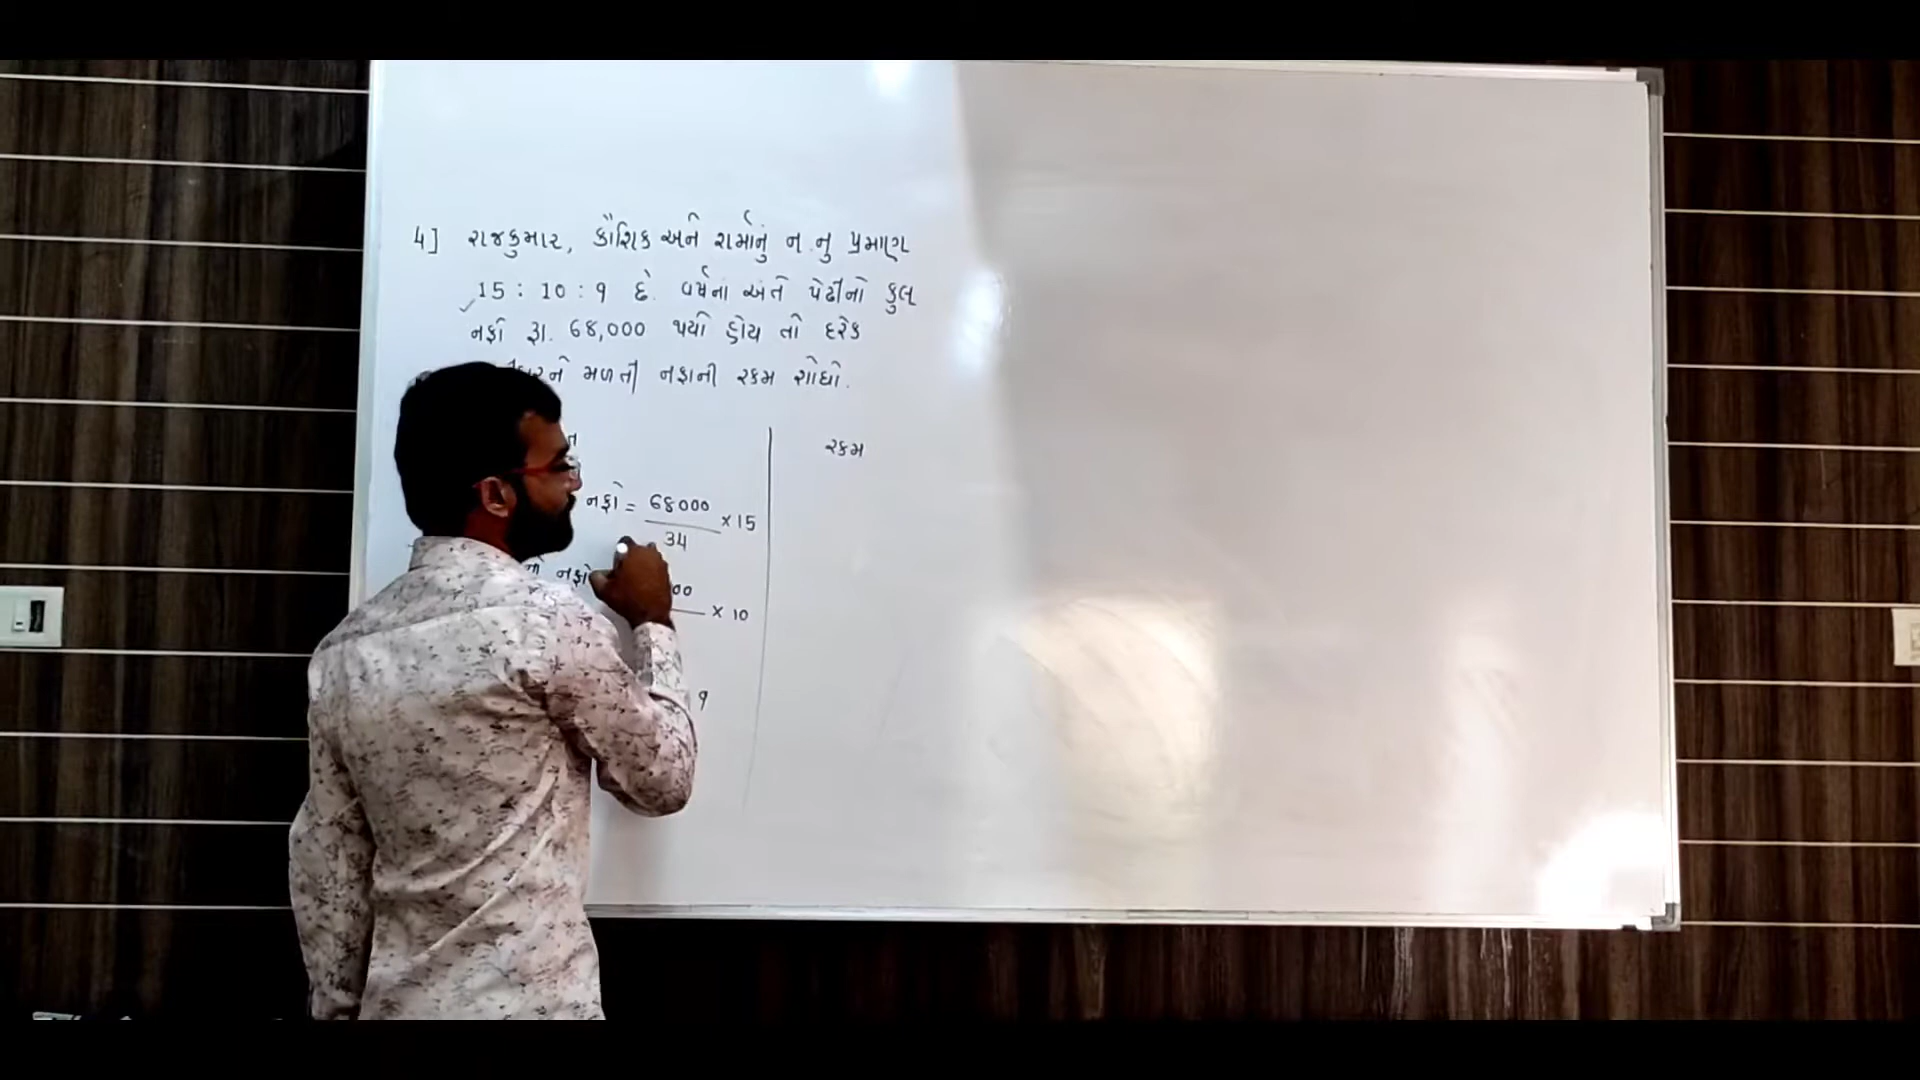 4] રાજકુમાર, કૌશિક અને શર્માનું ન.નુ પ્રમાણ
15 : 10 : 9 છે. વર્ષના અંતે પેઢીનો કુલ
નફો રૂા. 68,000 થયો હોય તો દરેક
મળતી નફાની રકમ શોધો.
રકમ
નફો = 68000
× 15
34
નફો
00
× 10
9